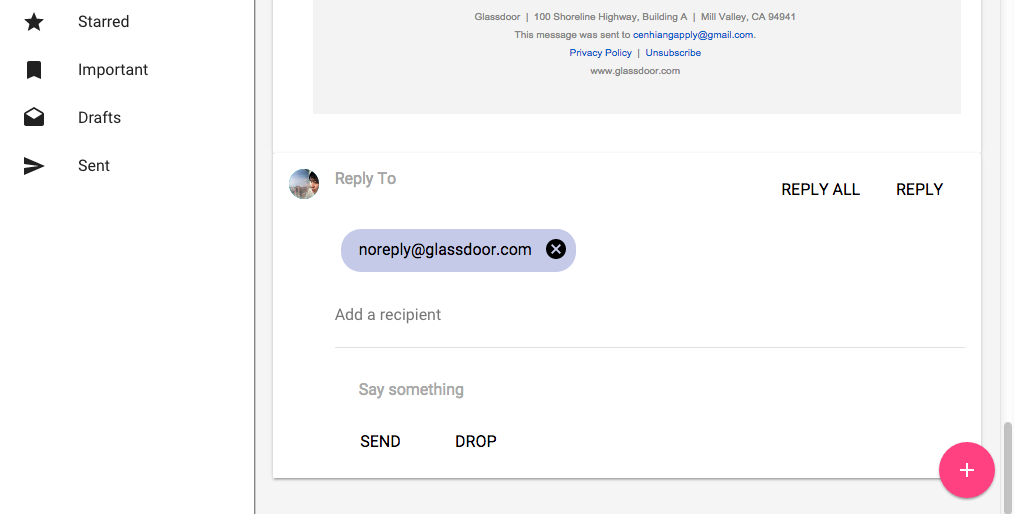 Starred
Important
Drafts
Sent
Glassdoor | 100 Shoreline Highway, Building A | Mill Valley, CA 94941
This message was sent to cenhiangapply@gmail.com.
Privacy Policy | Unsubscribe
www.glassdoor.com
Reply To
REPLY ALL REPLY
noreply@glassdoor.com
Add a recipient
Say something
SEND DROP